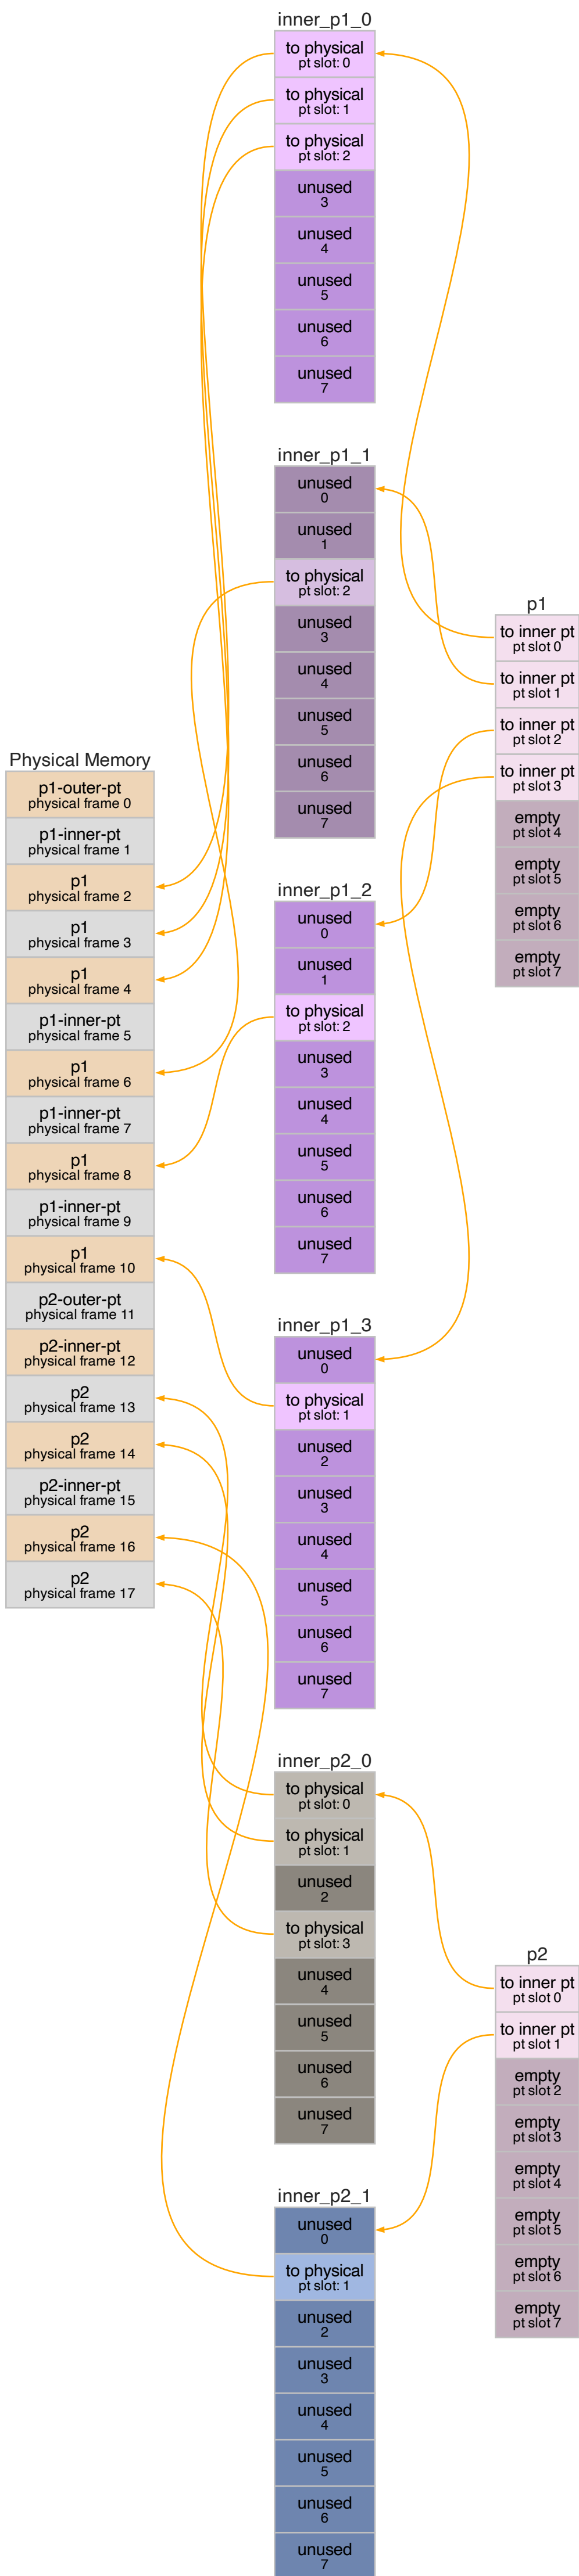 inner_p1_0
to physical
pt slot: 0
to physical
pt slot: 1
to physical
pt slot: 2
unused
3
unused
4
unused
5
unused
6
unused
7
inner_p1_1
unused
0
unused
1
to physical
pt slot: 2
unused
3
unused
4
unused
5
unused
6
unused
7
p1
to inner pt
pt slot 0
to inner pt
pt slot 1
to inner pt
pt slot 2
to inner pt
pt slot 3
empty
pt slot 4
empty
pt slot 5
empty
pt slot 6
empty
pt slot 7
Physical Memory
p1-outer-pt
physical frame 0
p1-inner-pt
physical frame 1
p1
physical frame 2
p1
physical frame 3
p1
physical frame 4
p1-inner-pt
physical frame 5
p1
physical frame 6
p1-inner-pt
physical frame 7
p1
physical frame 8
p1-inner-pt
physical frame 9
p1
physical frame 10
p2-outer-pt
physical frame 11
p2-inner-pt
physical frame 12
p2
physical frame 13
p2
physical frame 14
p2-inner-pt
physical frame 15
p2
physical frame 16
p2
physical frame 17
inner_p1_2
unused
0
unused
1
to physical
pt slot: 2
unused
3
unused
4
unused
5
unused
6
unused
7
inner_p1_3
unused
0
to physical
pt slot: 1
unused
2
unused
3
unused
4
unused
5
unused
6
unused
7
inner_p2_0
to physical
pt slot: 0
to physical
pt slot: 1
unused
2
to physical
pt slot: 3
unused
4
unused
5
unused
6
unused
7
p2
to inner pt
pt slot 0
to inner pt
pt slot 1
empty
pt slot 2
empty
pt slot 3
empty
pt slot 4
empty
pt slot 5
empty
pt slot 6
empty
pt slot 7
inner_p2_1
unused
0
to physical
pt slot: 1
unused
2
unused
3
unused
4
unused
5
unused
6
unused
7